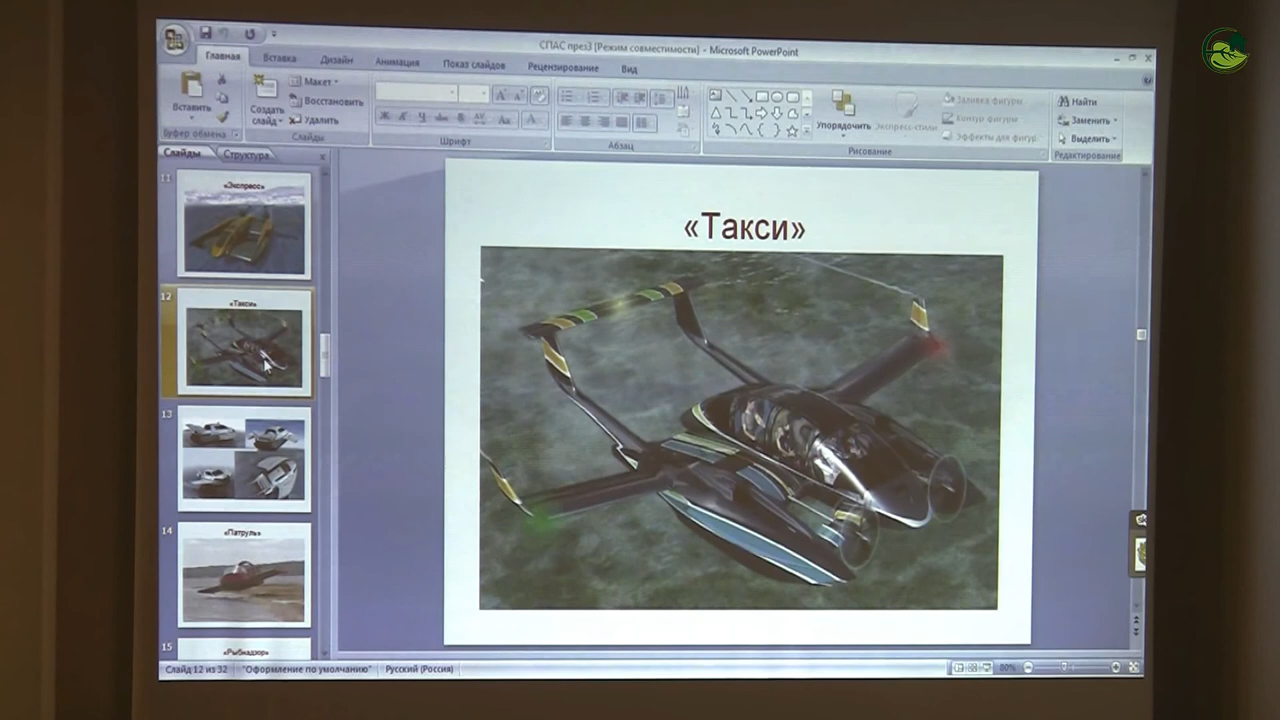 СПАС през3 [Режим совместимости] - Microsoft PowerPoint
Главная Вставка Дизайн Анимация Показ слайдов Рецензирование Вид
Вставить
Буфер обмена
Создать слайд
Макет
Восстановить
Удалить
Слайды
Шрифт
Абзац
Упорядочить
Экспресс-стили
Заливка фигуры
Контур фигуры
Эффекты для фигур
Рисование
Найти
Заменить
Выделить
Редактирование
Слайды Структура
11
«Экспресс»
12
«Такси»
13
14
«Патруль»
15
«Рыбнадзор»
«Такси»
Слайд 12 из 32 "Оформление по умолчанию" Русский (Россия) 80%